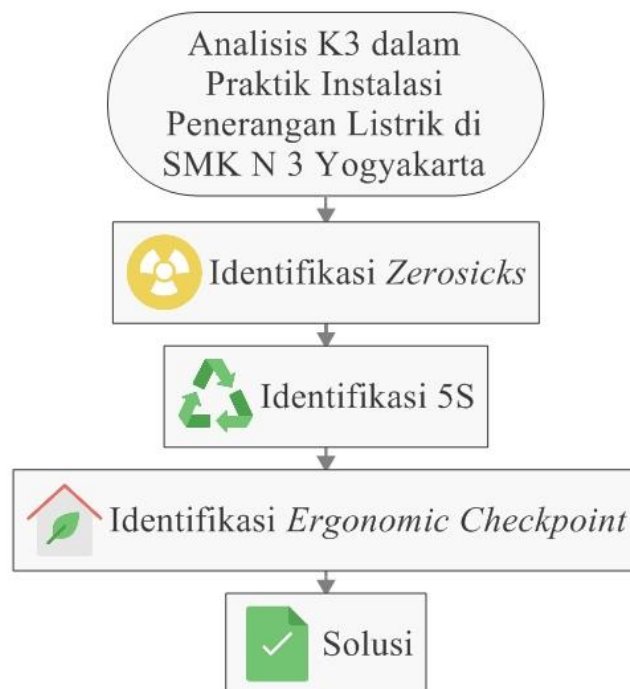 Analisis K3 dalam
Praktik Instalasi
Penerangan Listrik di
SMK N 3 Yogyakarta
Identifikasi Zerosicks
Identifikasi 5S
Identifikasi Ergonomic Checkpoint
Solusi